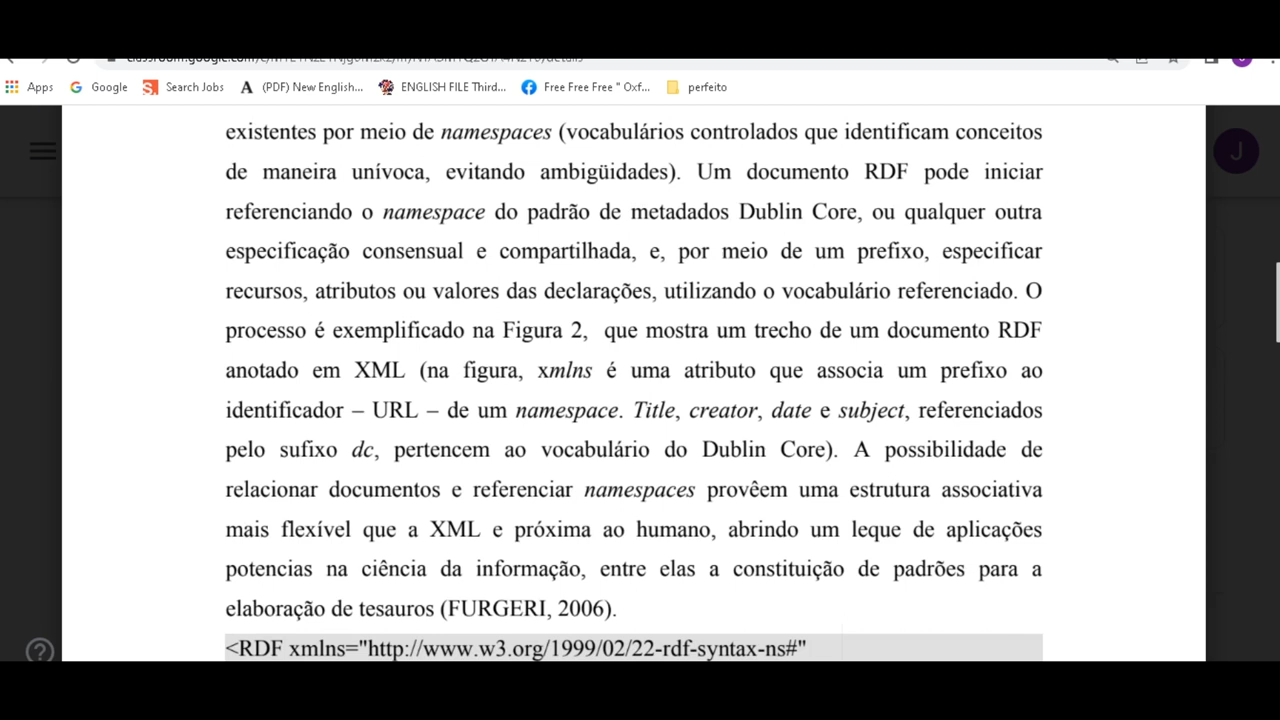 Apps Google Search Jobs (PDF) New English... ENGLISH FILE Third... Free Free Free " Oxf... perfeito
J
existentes por meio de namespaces (vocabulários controlados que identificam conceitos
de maneira unívoca, evitando ambigüidades). Um documento RDF pode iniciar
referenciando o namespace do padrão de metadados Dublin Core, ou qualquer outra
especificação consensual e compartilhada, e, por meio de um prefixo, especificar
recursos, atributos ou valores das declarações, utilizando o vocabulário referenciado. O
processo é exemplificado na Figura 2, que mostra um trecho de um documento RDF
anotado em XML (na figura, xmlns é uma atributo que associa um prefixo ao
identificador – URL – de um namespace. Title, creator, date e subject, referenciados
pelo sufixo dc, pertencem ao vocabulário do Dublin Core). A possibilidade de
relacionar documentos e referenciar namespaces provêem uma estrutura associativa
mais flexível que a XML e próxima ao humano, abrindo um leque de aplicações
potencias na ciência da informação, entre elas a constituição de padrões para a
elaboração de tesauros (FURGERI, 2006).
<RDF xmlns="http://www.w3.org/1999/02/22-rdf-syntax-ns#"